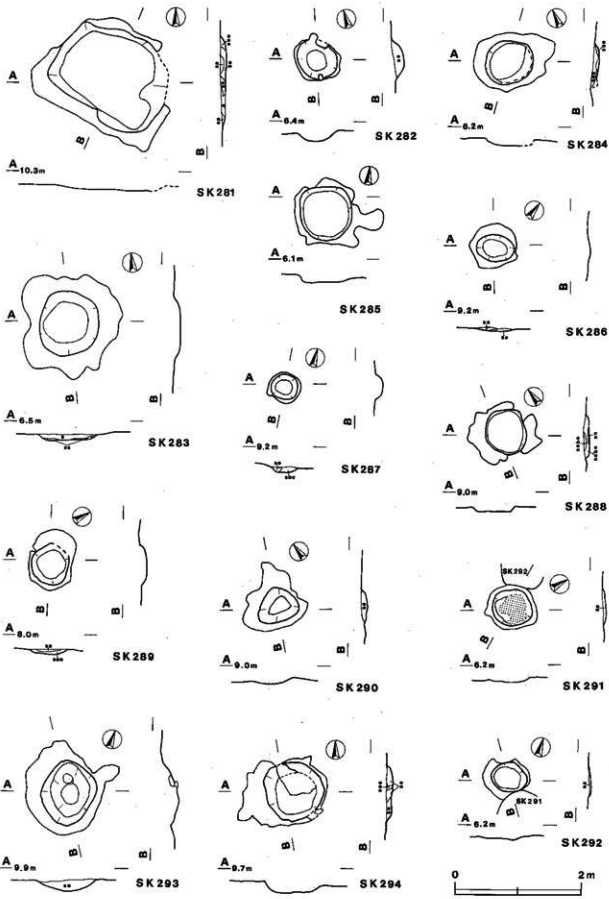 A
B
B
A 10.3m
SK281
A
B
B
A 6.4m
SK282
A
B
B
A 6.2m
SK284
A
B
B
A 6.1m
SK285
A
B
B
A 9.2m
SK286
A
B
B
A 6.5m
SK283
A
B
B
A 9.2m
SK287
A
B
B
A 9.0m
SK288
A
B
B
A 8.0m
SK289
A
B
B
A 9.0m
SK290
SK292
A
B
B
A 6.2m
SK291
A
B
B
A 9.9m
SK293
A
B
B
A 9.7m
SK294
A
SK291
B
B
A 6.2m
SK292
0
2m